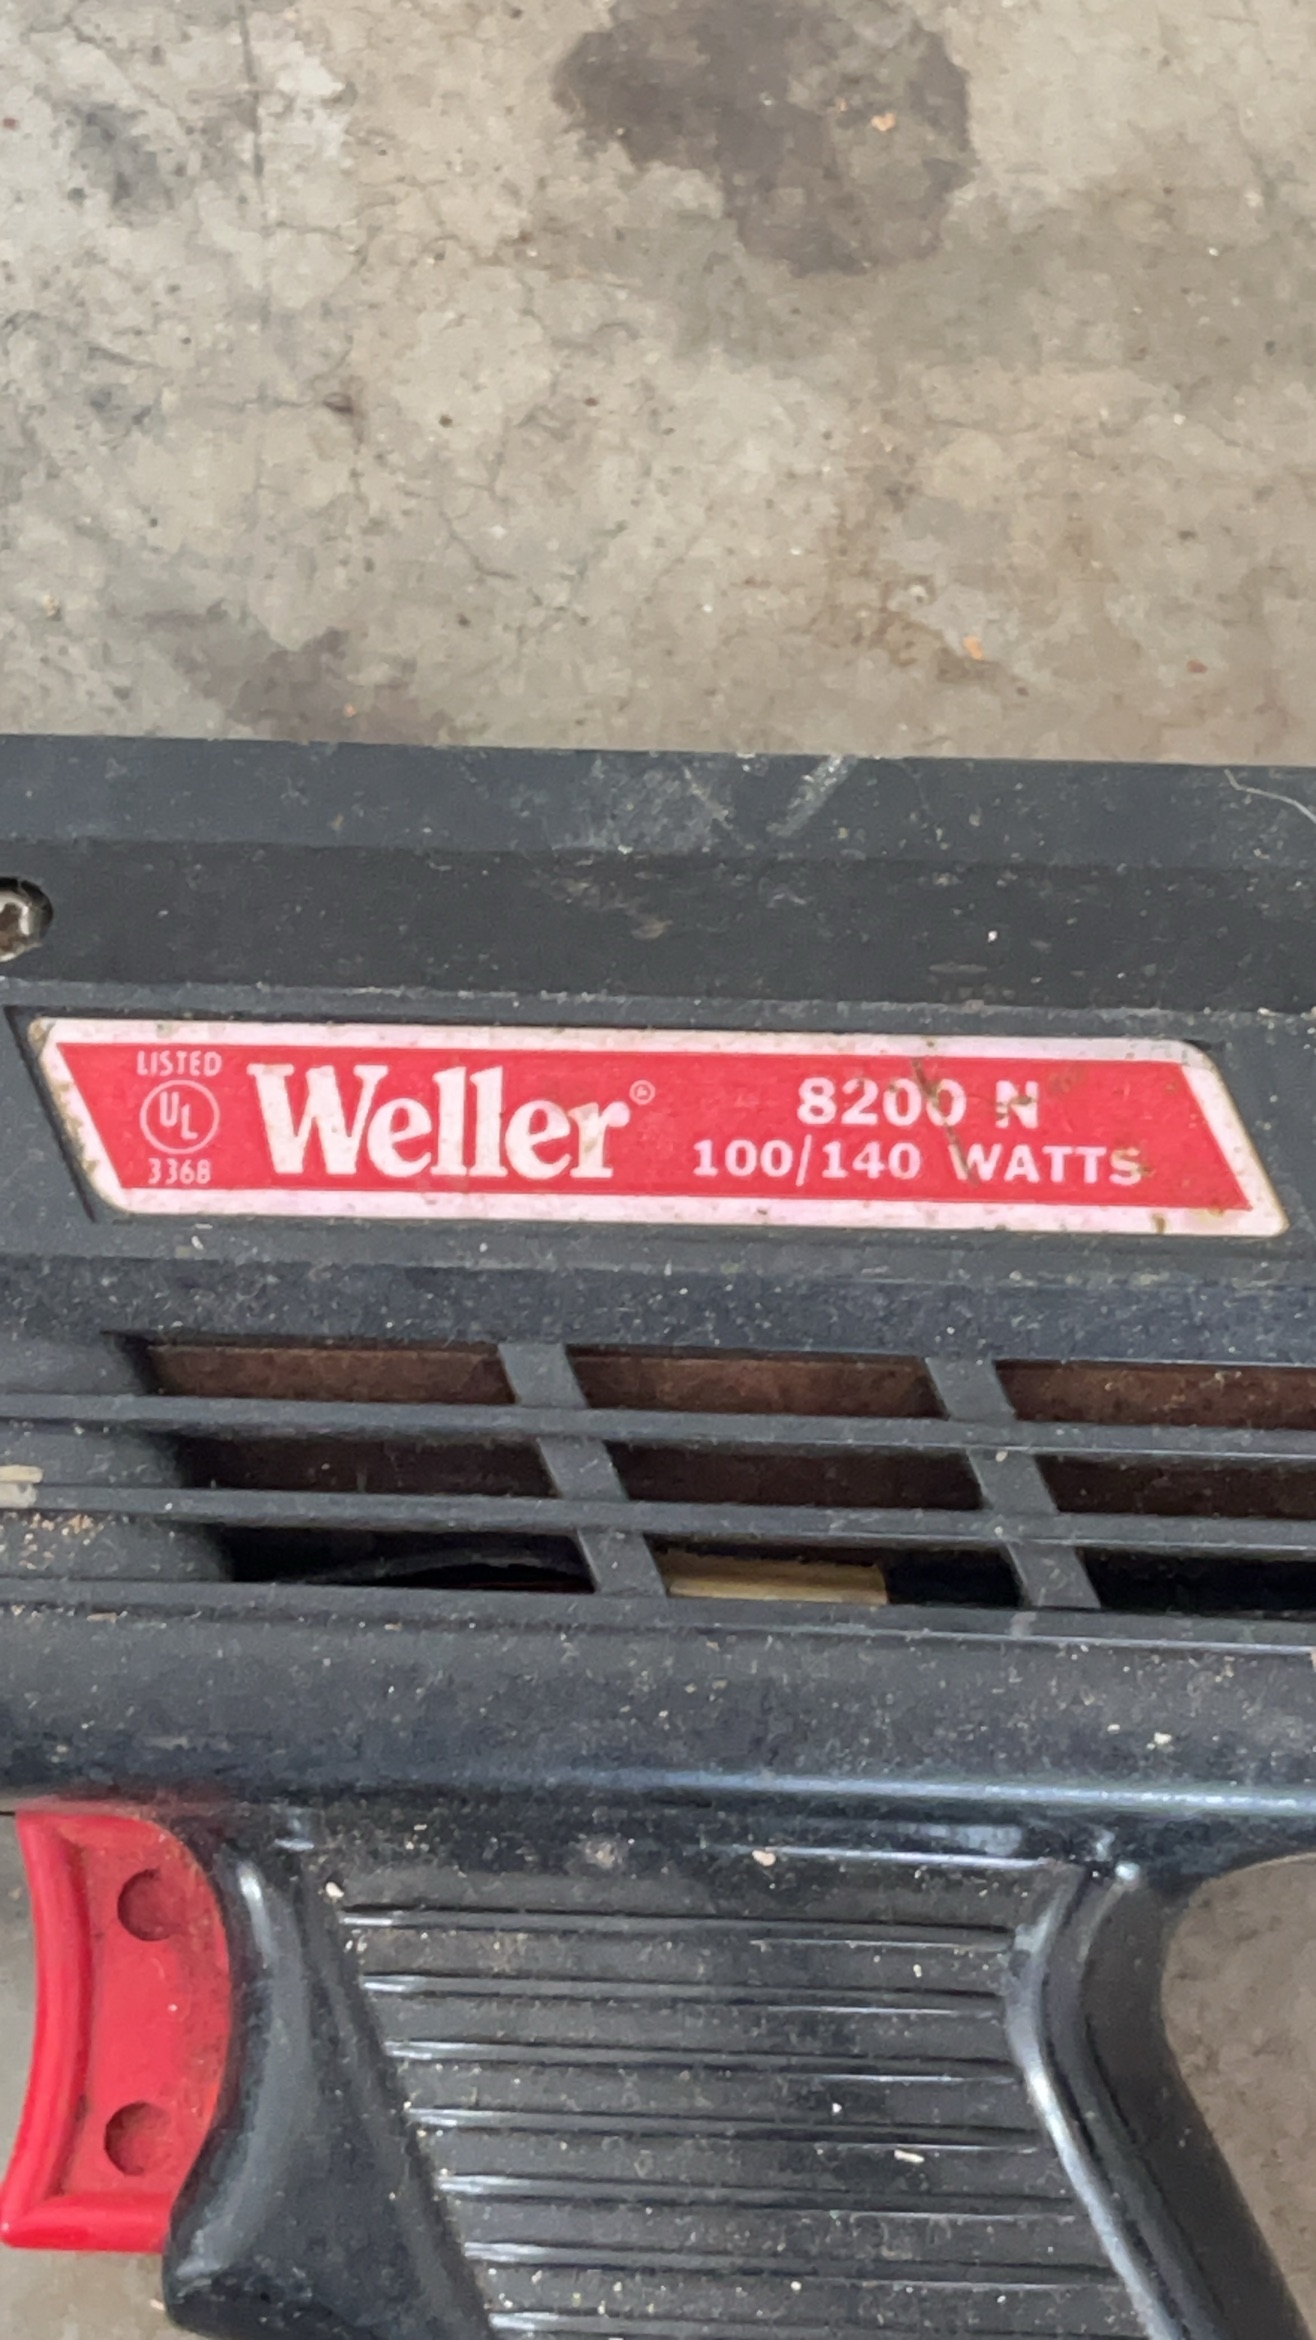 LISTED
UL
3368
Weller®
8200 N
100/140 WATTS